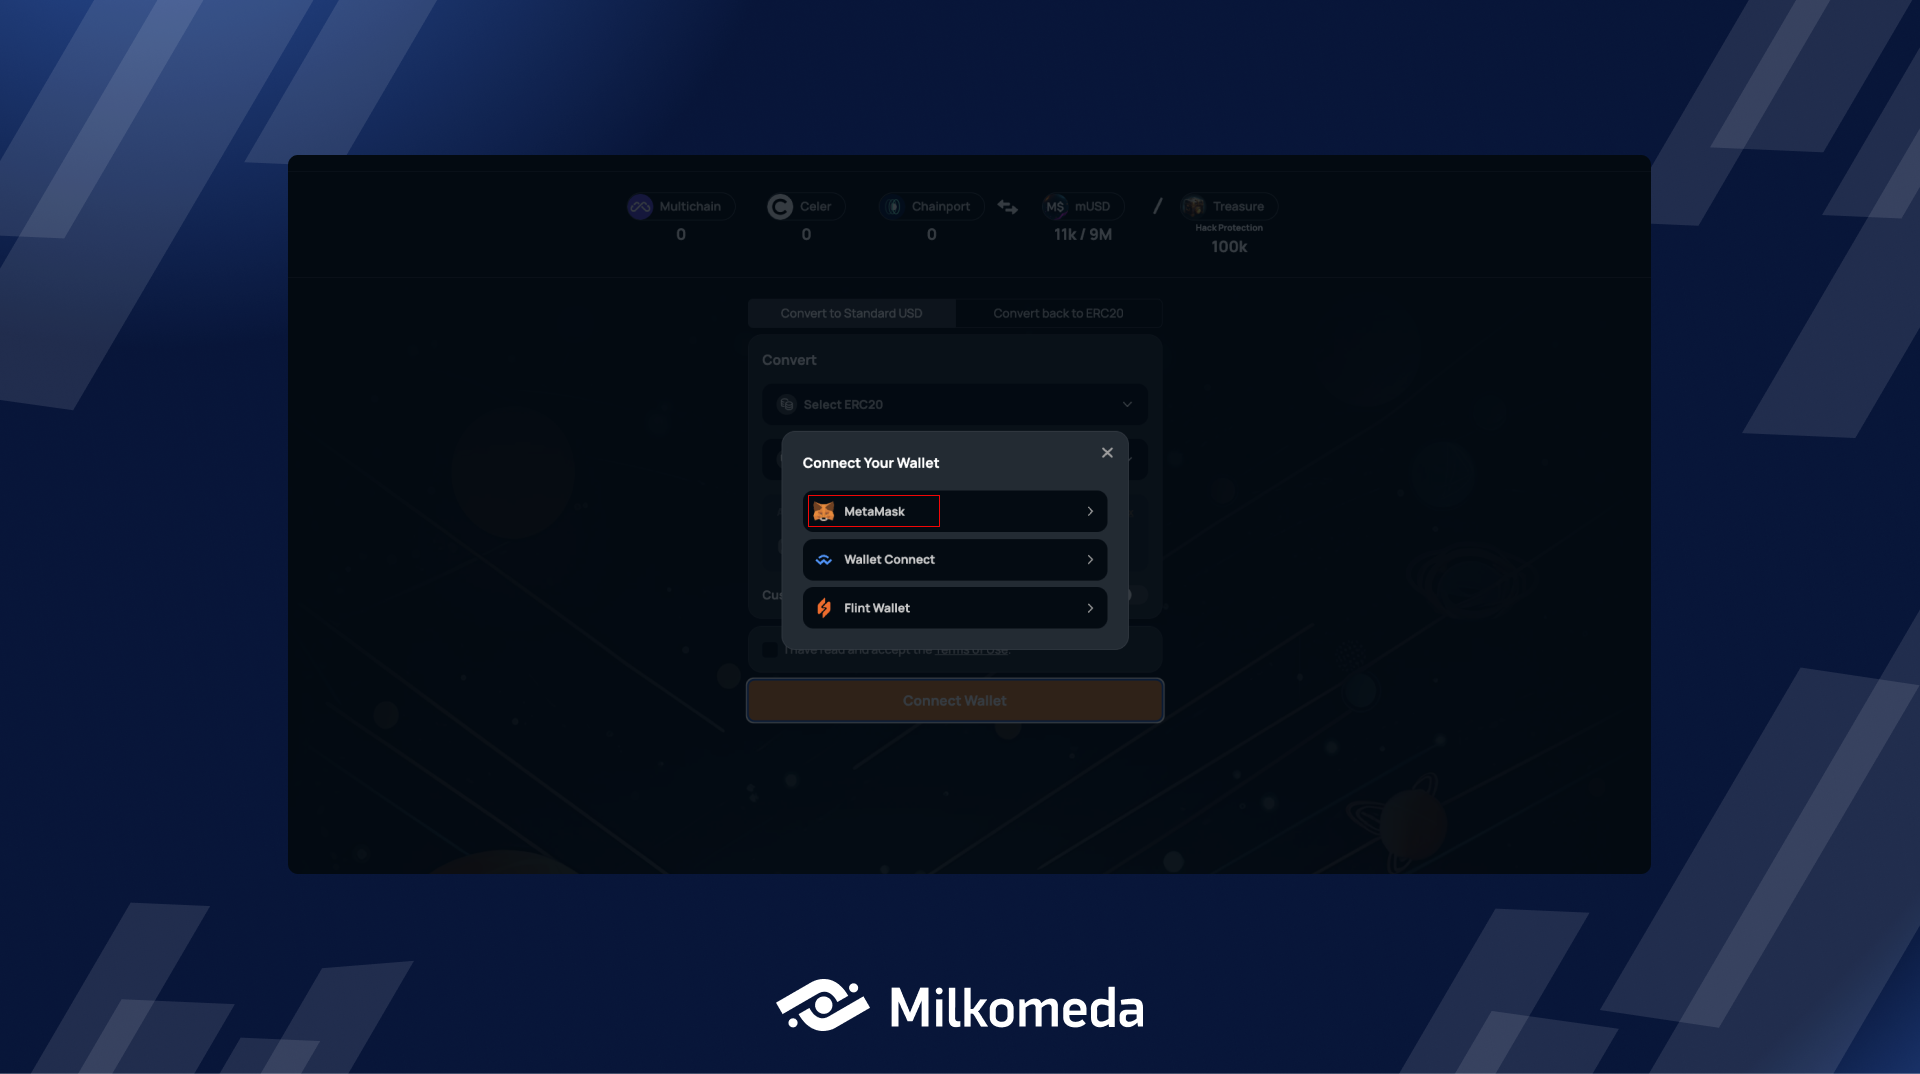 Multichain
0
Celer
0
Chainport
0
M$ mUSD
11k / 9M
/
Treasure
Hack Protection
100k
Convert to Standard USD
Convert back to ERC20
Convert
Select ERC20
Connect Your Wallet
MetaMask
Wallet Connect
Flint Wallet
I have read and accept the Terms of Use.
Connect Wallet
Milkomeda